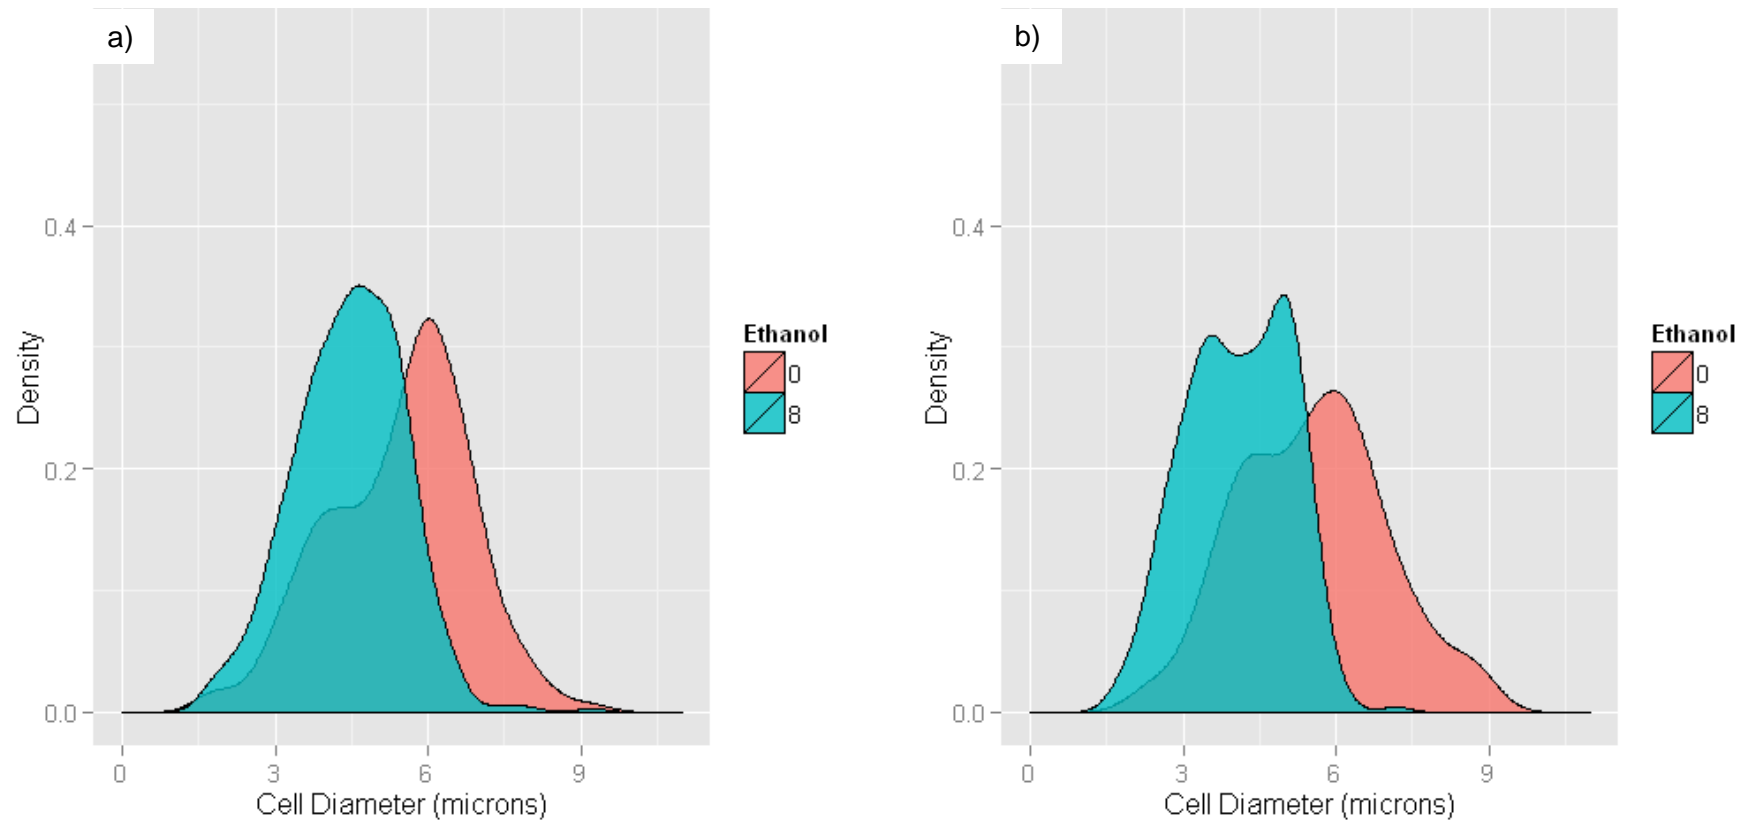 a)
Density
0.4
0.2
0.0
0 3 6 9
Cell Diameter (microns)
Ethanol
0
8
b)
Density
0.4
0.2
0.0
0 3 6 9
Cell Diameter (microns)
Ethanol
0
8